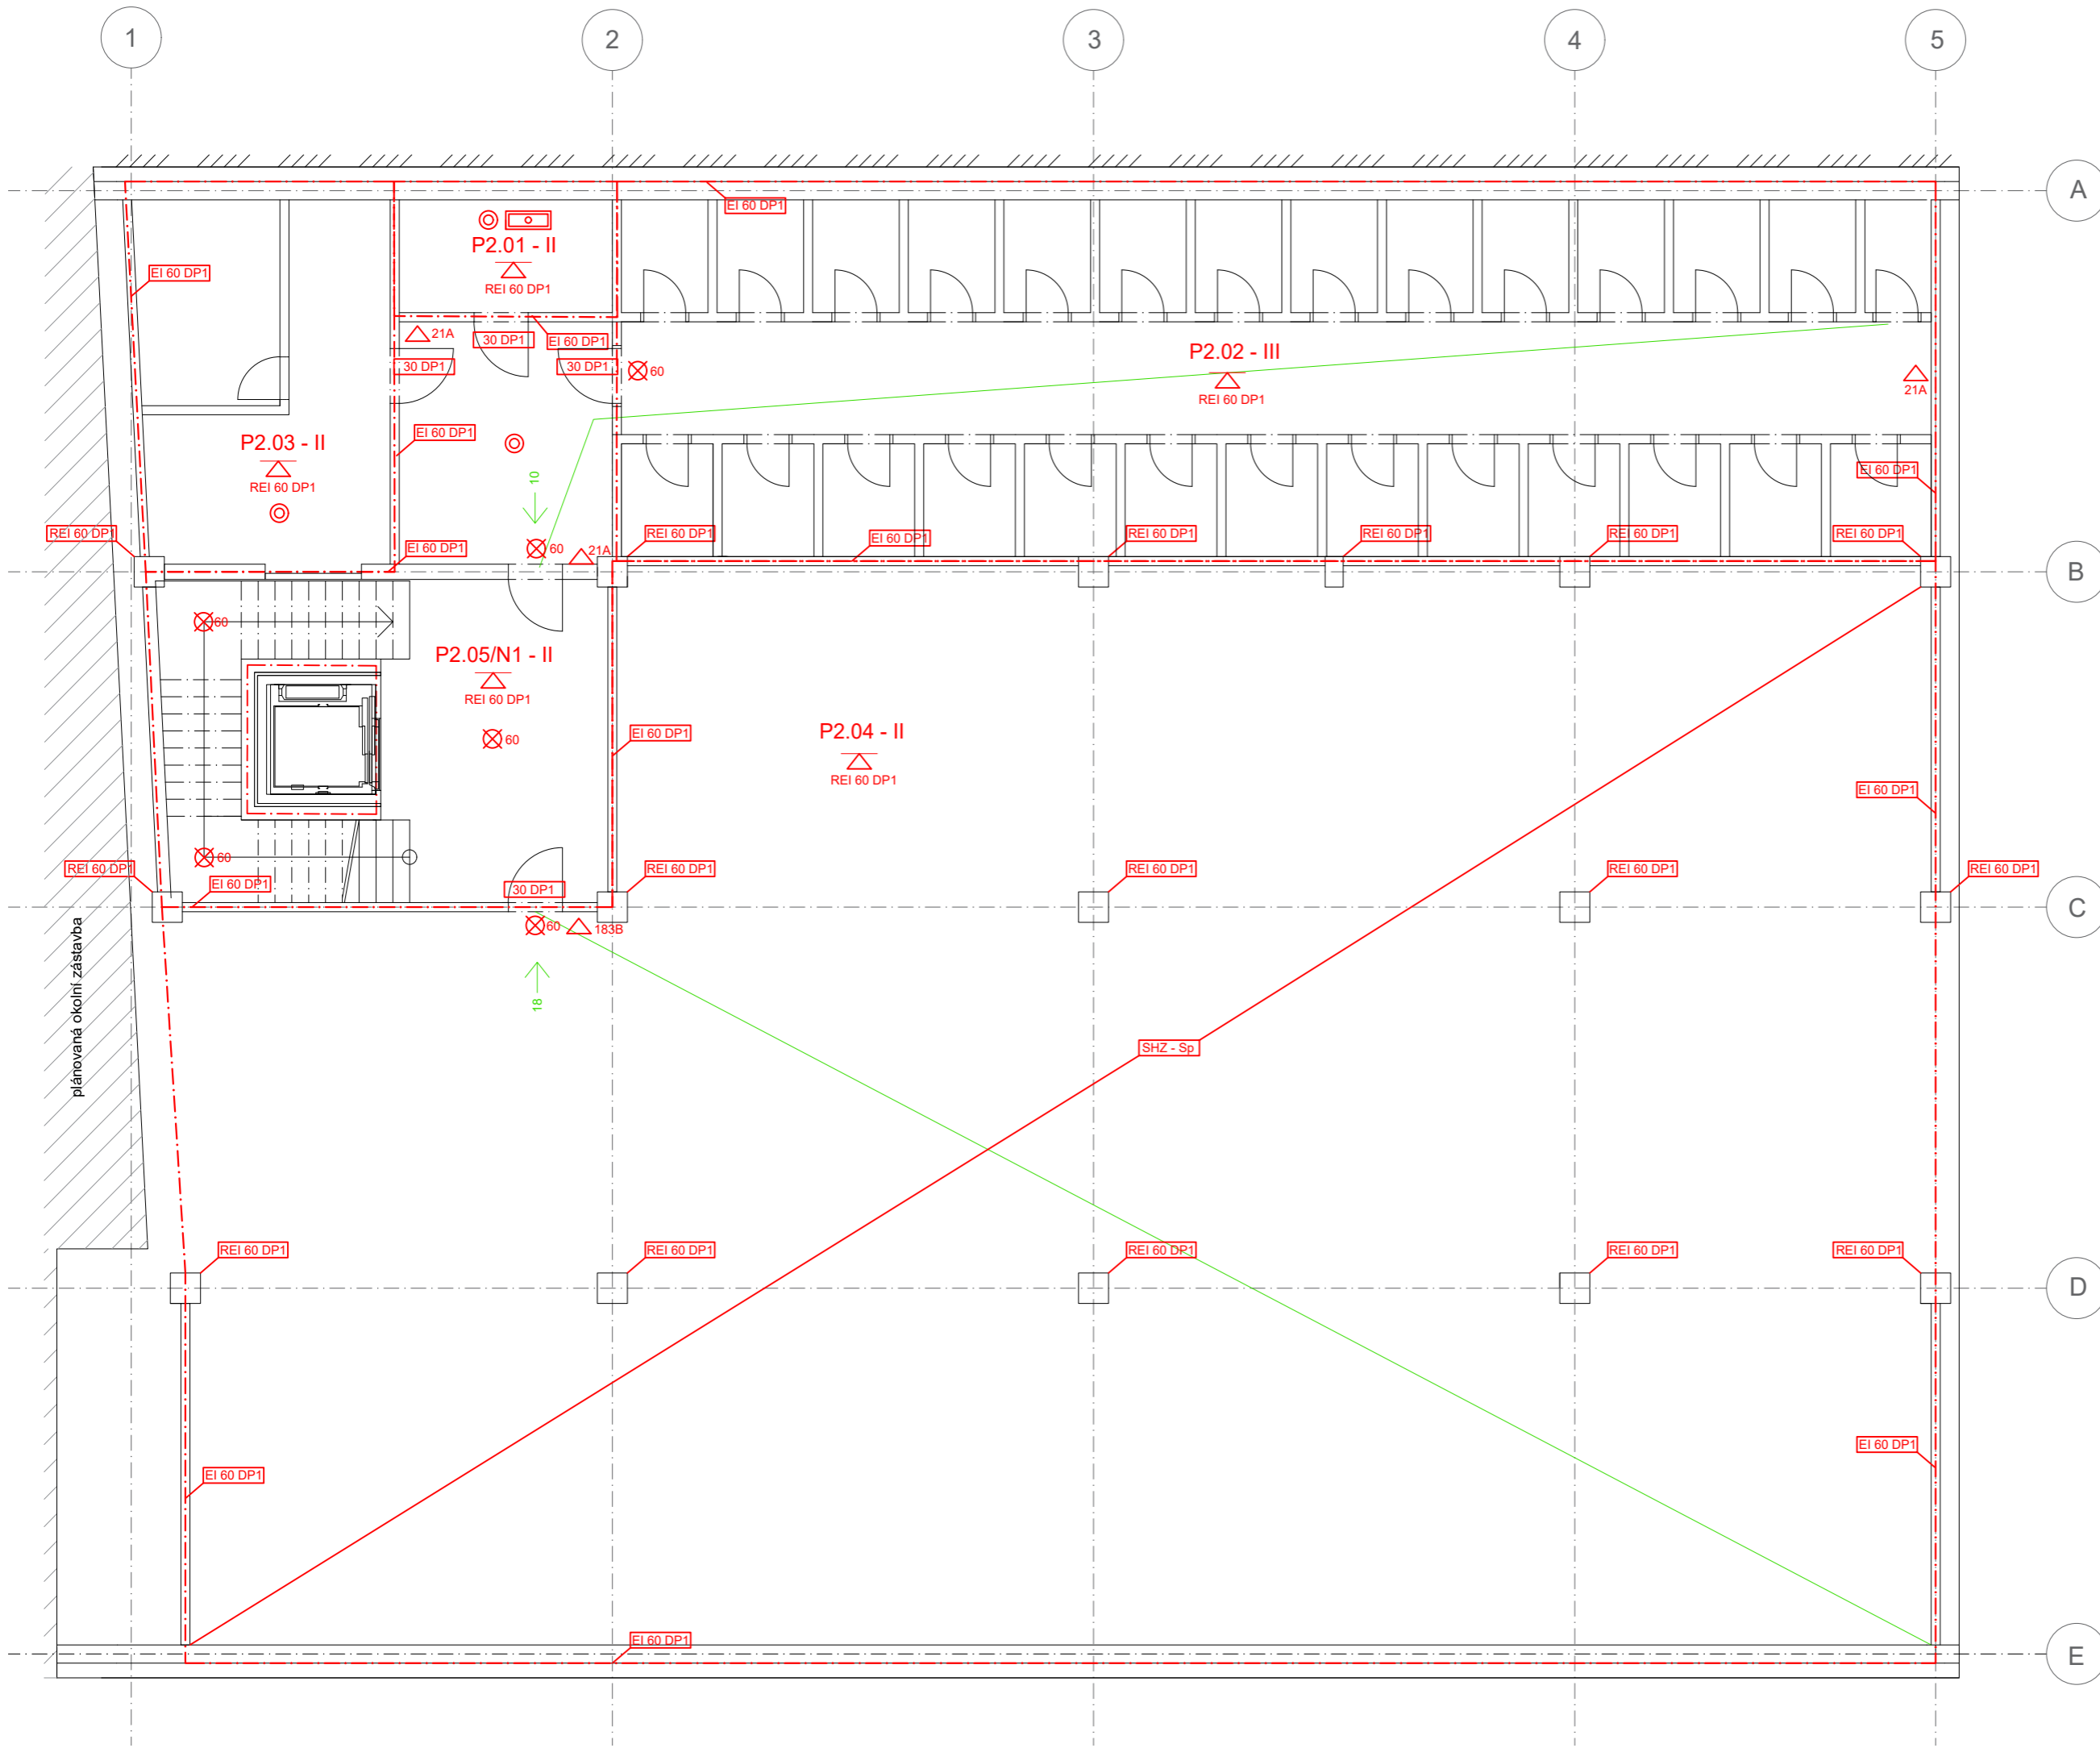 1
2
3
4
5
A
EI 60 DP1
P2.01 - II
REI 60 DP1
EI 60 DP1
21A
30 DP1
EI 60 DP1
30 DP1
30 DP1
60
P2.02 - III
REI 60 DP1
21A
EI 60 DP1
P2.03 - II
REI 60 DP1
EI 60 DP1
10
REI 60 DP1
EI 60 DP1
60
21A
REI 60 DP1
EI 60 DP1
REI 60 DP1
REI 60 DP1
REI 60 DP1
REI 60 DP1
B
60
P2.05/N1 - II
REI 60 DP1
60
EI 60 DP1
P2.04 - II
REI 60 DP1
EI 60 DP1
60
REI 60 DP1
EI 60 DP1
30 DP1
REI 60 DP1
REI 60 DP1
REI 60 DP1
REI 60 DP1
C
60
183B
plánovaná okolní zástavba
18
SHZ - Sp
REI 60 DP1
REI 60 DP1
REI 60 DP1
REI 60 DP1
REI 60 DP1
D
EI 60 DP1
EI 60 DP1
EI 60 DP1
E